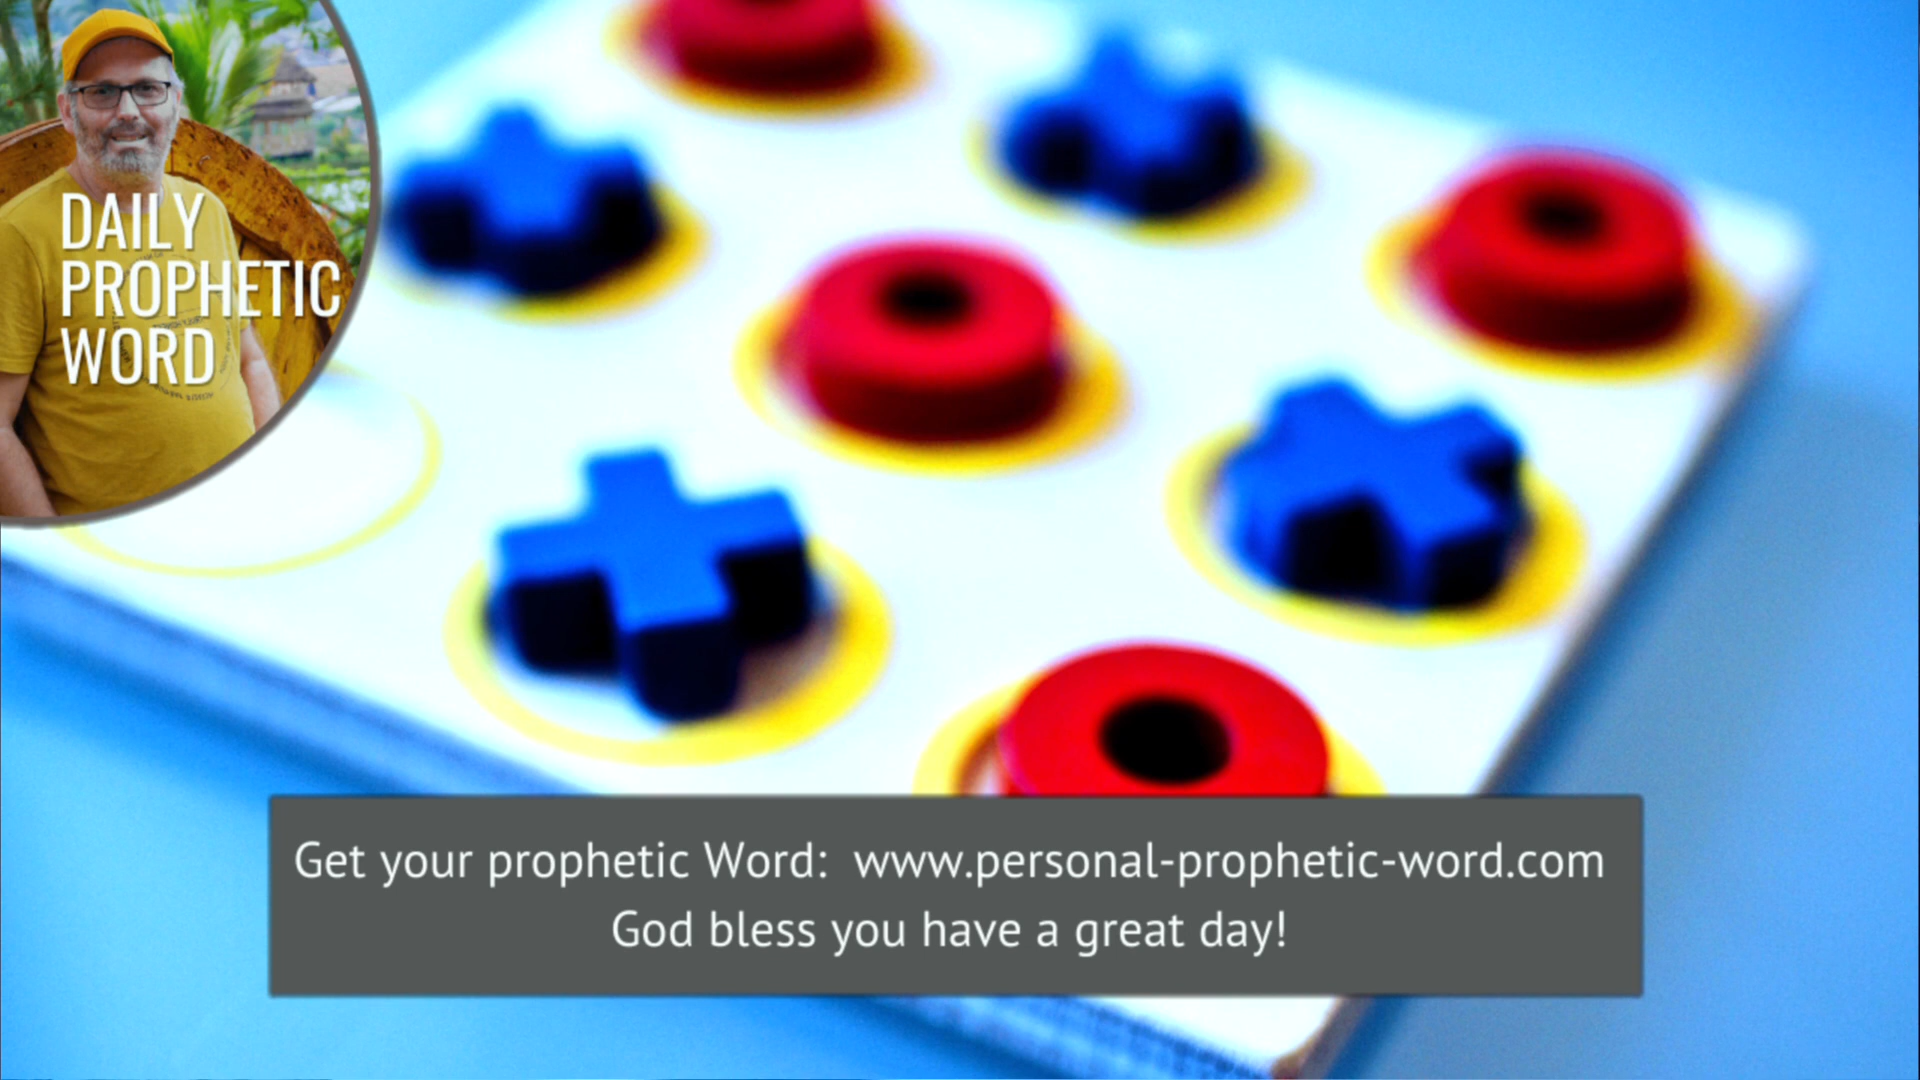 DAILY
PROPHETIC
WORD
Get your prophetic Word:  www.personal-prophetic-word.com
God bless you have a great day!